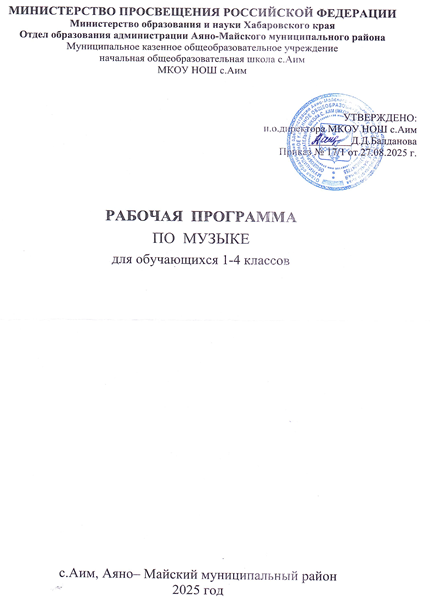 МИНИСТЕРСТВО ПРОСВЕЩЕНИЯ РОССИЙСКОЙ ФЕДЕРАЦИИ
Министерство образования и науки Хабаровского края
Отдел образования администрации Аяно-Майского муниципального района
Муниципальное казенное общеобразовательное учреждение
начальная общеобразовательная школа с.Аим
МКОУ НОШ с.Аим
УТВЕРЖДЕНО:
и.о.директора МКОУ НОШ с.Аим
Д.Д.Балданова
Приказ № 17/1 от.27.08.2025 г.
РАБОЧАЯ ПРОГРАММА
ПО МУЗЫКЕ
для обучающихся 1-4 классов
с.Аим, Аяно– Майский муниципальный район
2025 год